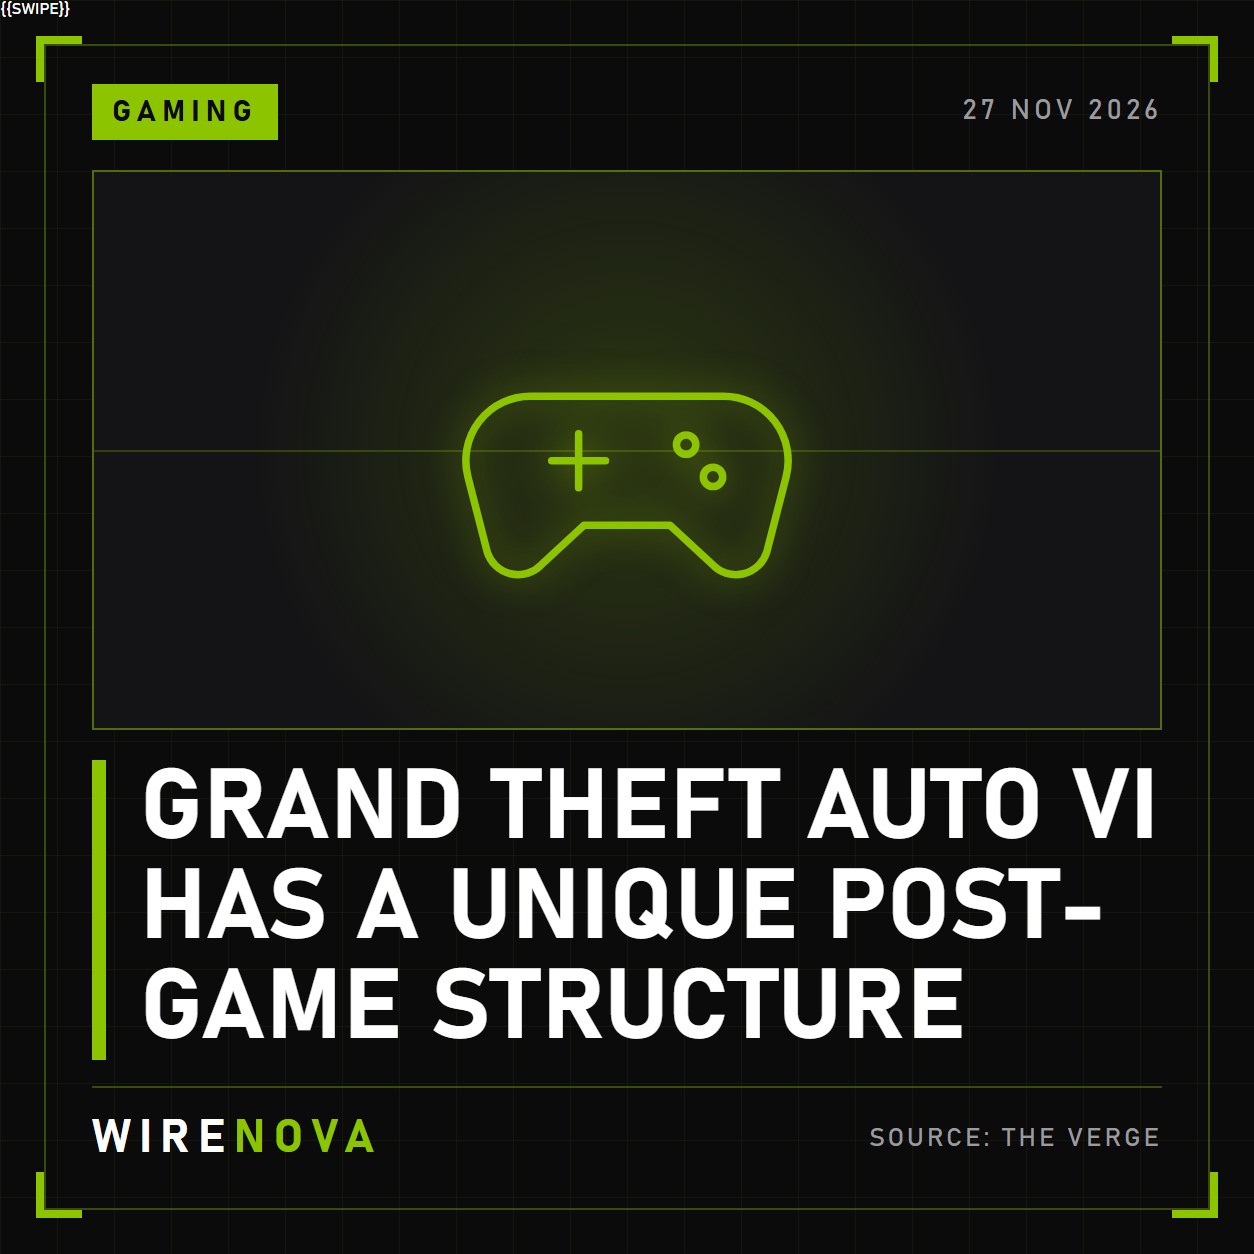 {{SWIPE}}
GAMING
27 NOV 2026
GRAND THEFT AUTO VI
HAS A UNIQUE POST-
GAME STRUCTURE
WIRENOVA
SOURCE: THE VERGE